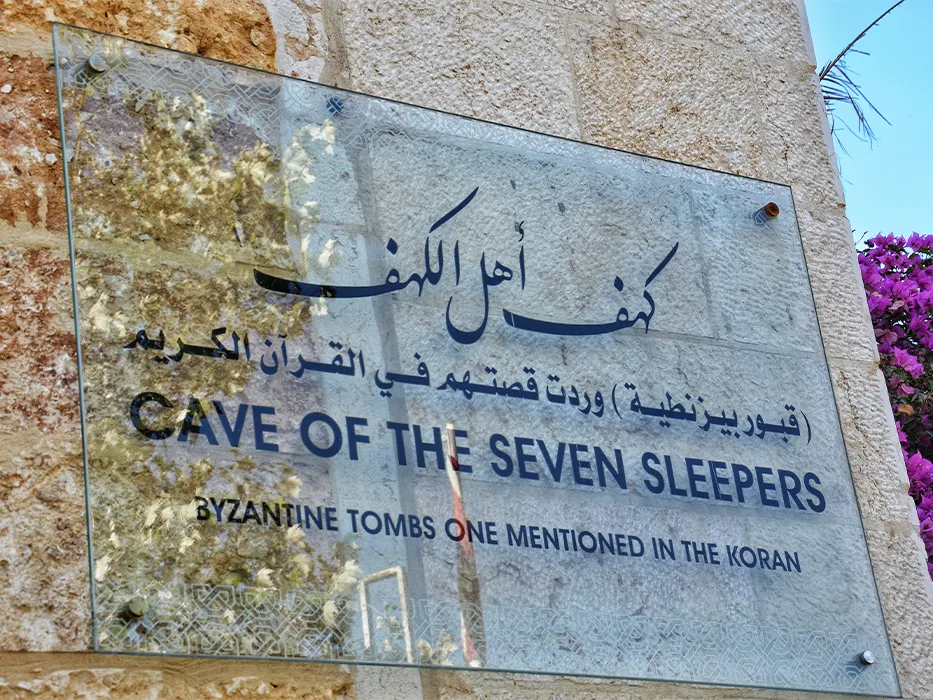 كهف أهل الكهف
(قبور بيزنطية) وردت قصتهم في القرآن الكريم
CAVE OF THE SEVEN SLEEPERS
BYZANTINE TOMBS ONE MENTIONED IN THE KORAN